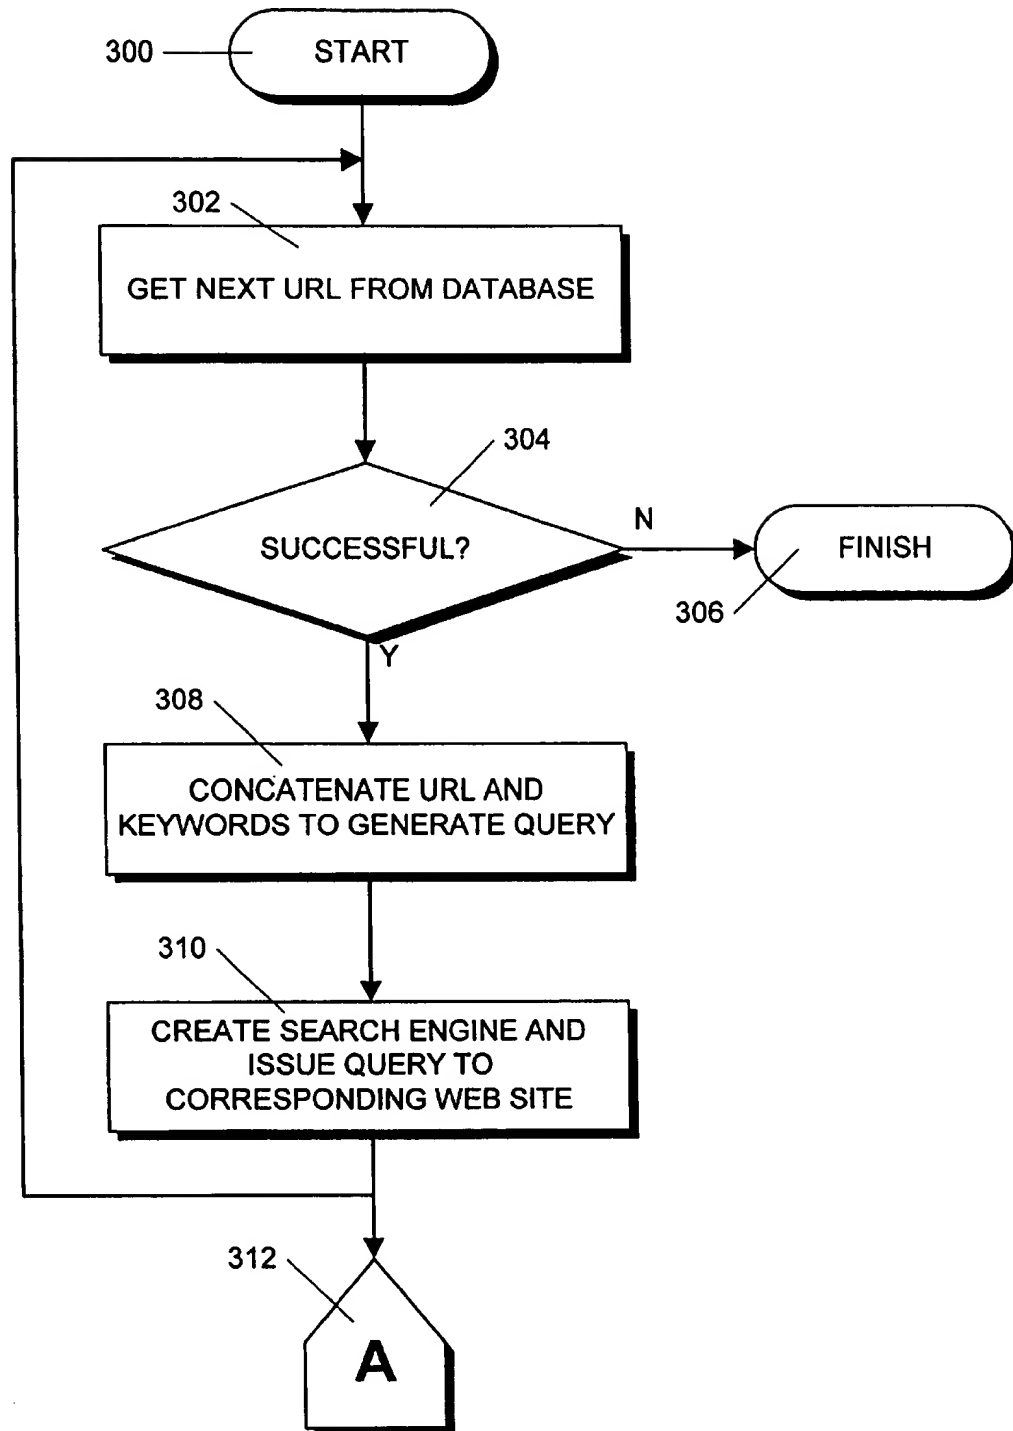 300
START
302
GET NEXT URL FROM DATABASE
304
SUCCESSFUL?
N
FINISH
306
Y
308
CONCATENATE URL AND
KEYWORDS TO GENERATE QUERY
310
CREATE SEARCH ENGINE AND
ISSUE QUERY TO
CORRESPONDING WEB SITE
312
A